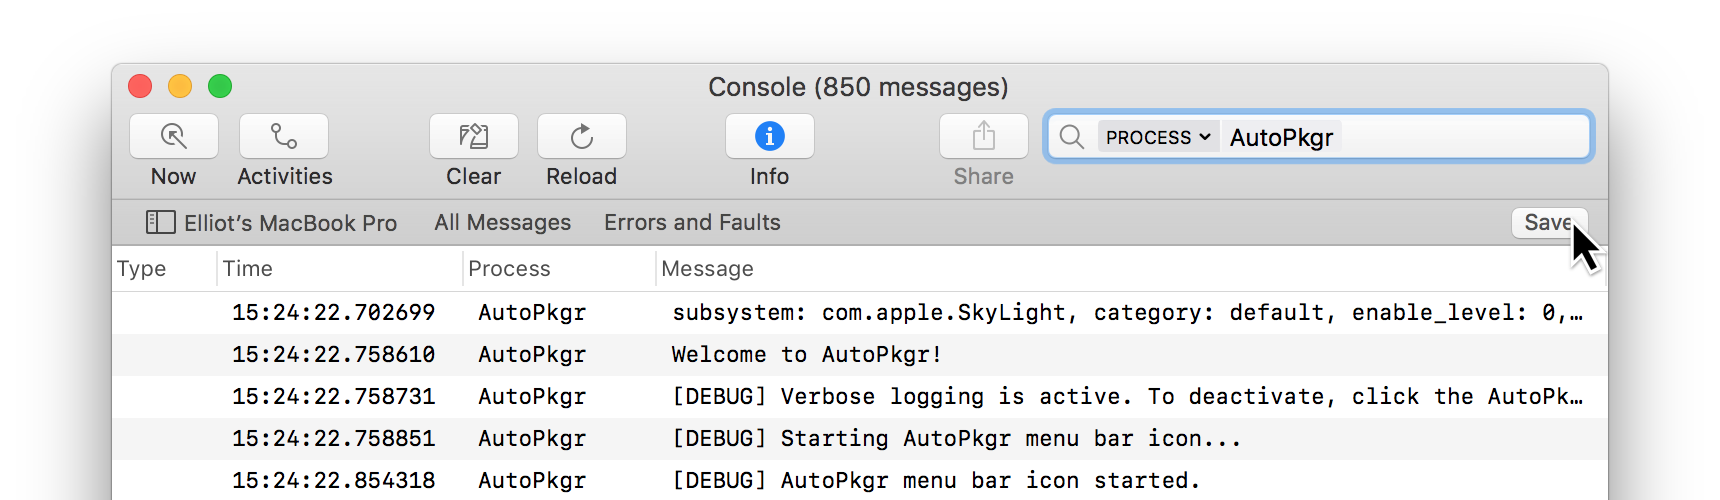 Console (850 messages)
PROCESS AutoPkgr
Now Activities Clear Reload Info Share
Elliot’s MacBook Pro All Messages Errors and Faults Save
Type Time Process Message
15:24:22.702699 AutoPkgr subsystem: com.apple.SkyLight, category: default, enable_level: 0,…
15:24:22.758610 AutoPkgr Welcome to AutoPkgr!
15:24:22.758731 AutoPkgr [DEBUG] Verbose logging is active. To deactivate, click the AutoPk…
15:24:22.758851 AutoPkgr [DEBUG] Starting AutoPkgr menu bar icon...
15:24:22.854318 AutoPkgr [DEBUG] AutoPkgr menu bar icon started.